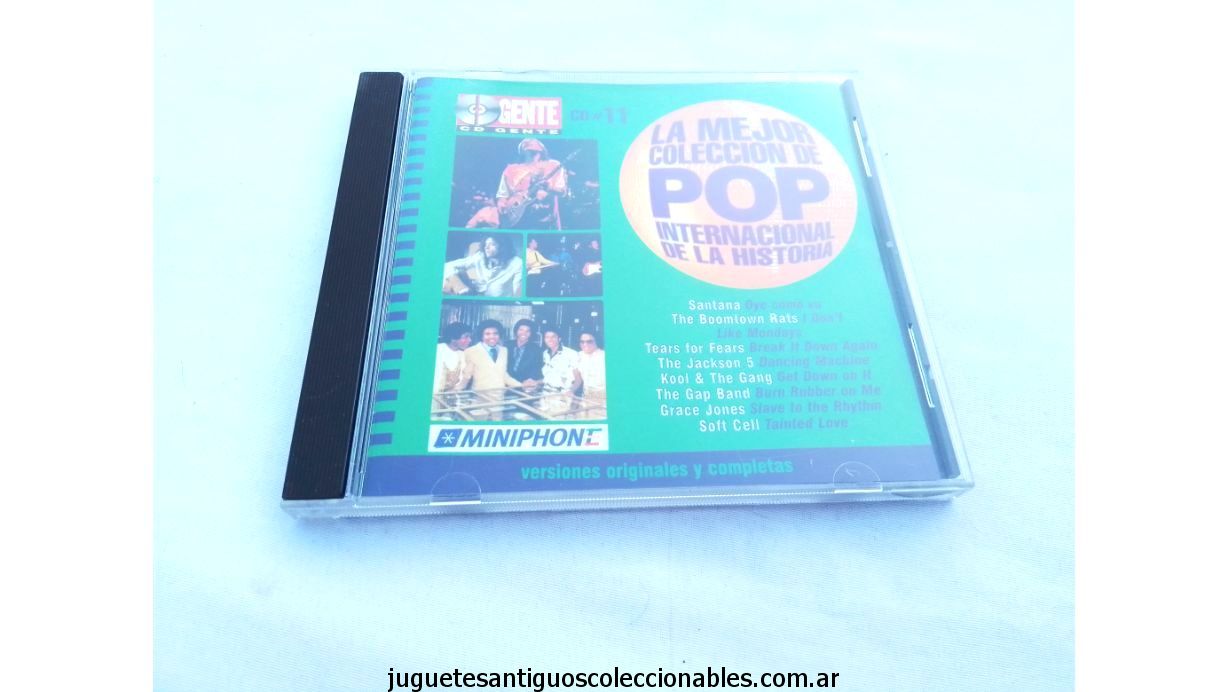 GENTE
CD GENTE
CD Nº 11
LA MEJOR
COLECCION DE
POP
INTERNACIONAL
DE LA HISTORIA
Santana Oye como va
The Boomtown Rats I Don't
Like Mondays
Tears for Fears Break It Down Again
The Jackson 5 Dancing Machine
Kool & The Gang Get Down on It
The Gap Band Burn Rubber on Me
Grace Jones Slave to the Rhythm
Soft Cell Tainted Love
MINIPHONE
versiones originales y completas
juguetesantiguoscoleccionables.com.ar